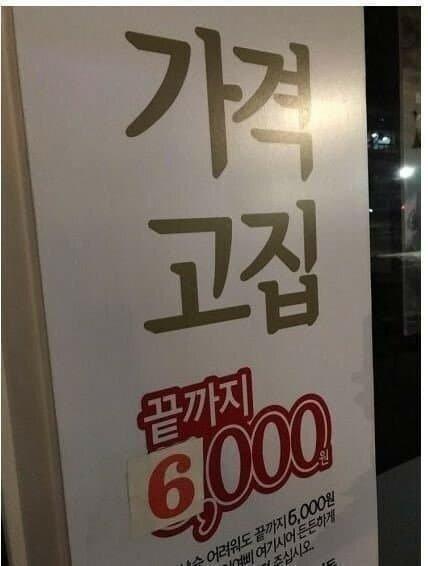 가격
고집
끝까지
6,000원
어려워도 끝까지 6,000원
여기시어 든든하게
주십시오..